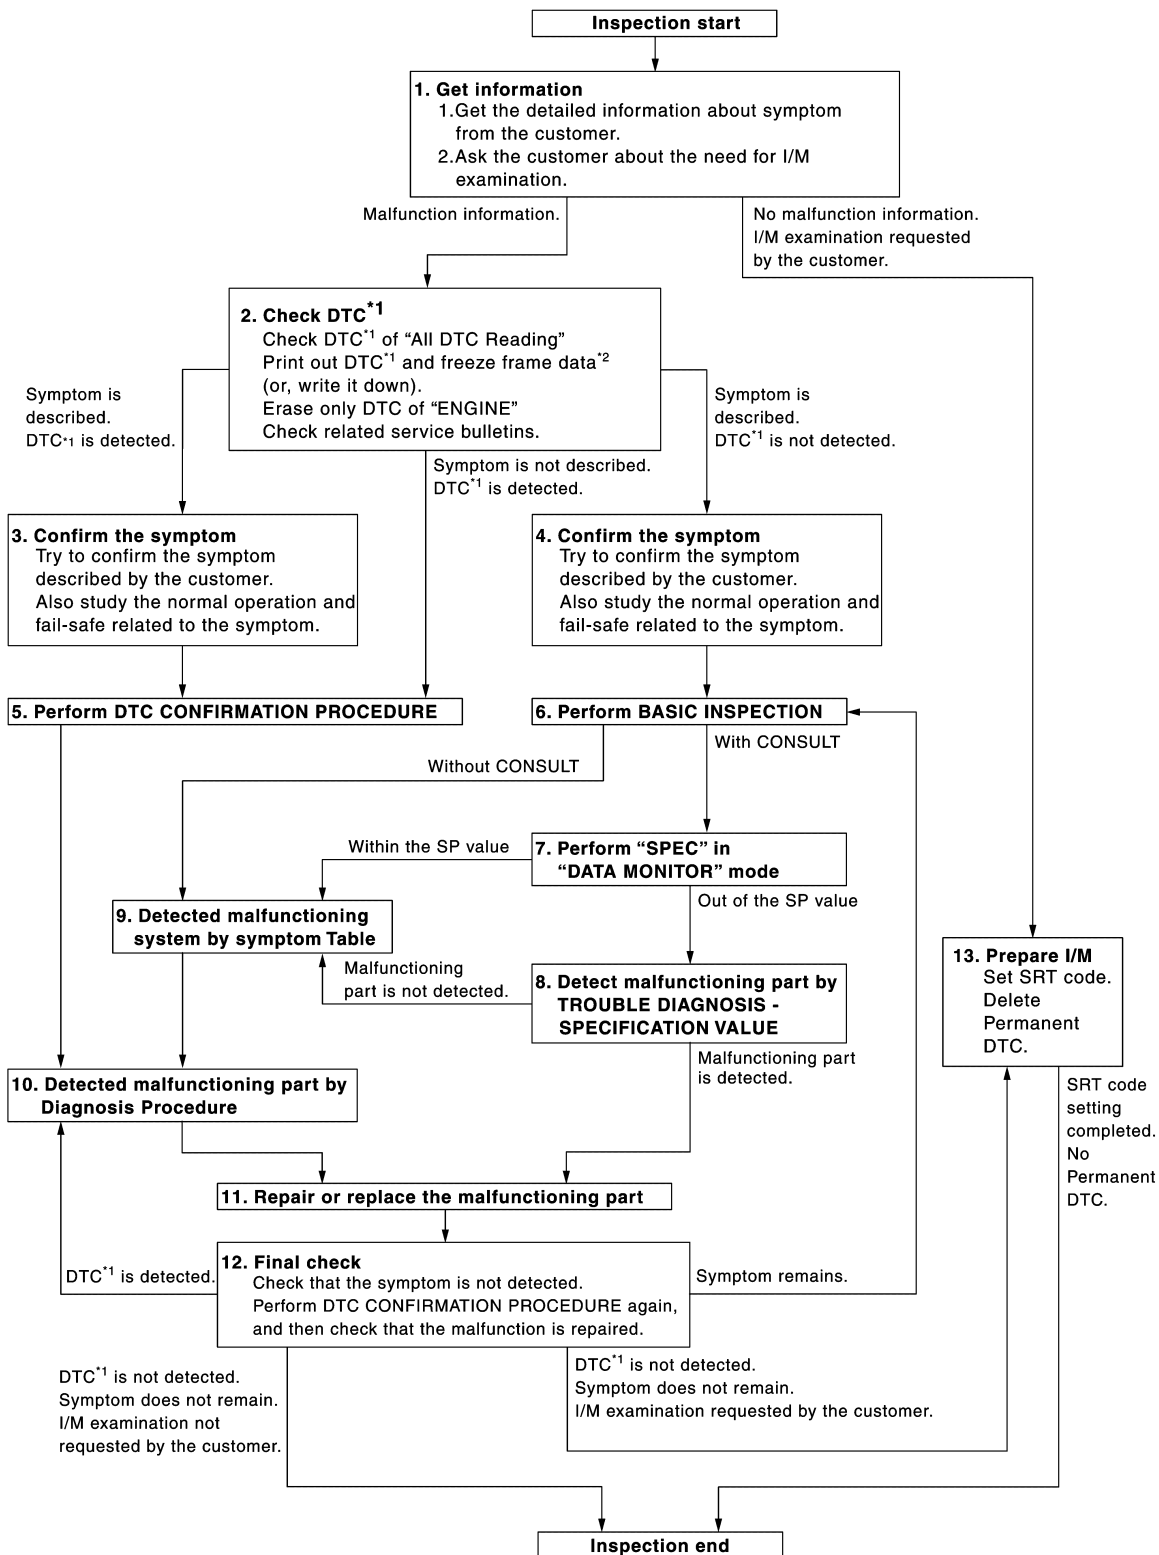 Inspection start
1. Get information
1.Get the detailed information about symptom
from the customer.
2.Ask the customer about the need for I/M
examination.
Malfunction information.
No malfunction information.
I/M examination requested
by the customer.
2. Check DTC*1
Check DTC*1 of “All DTC Reading”
Print out DTC*1 and freeze frame data*2
(or, write it down).
Erase only DTC of “ENGINE”
Check related service bulletins.
Symptom is
described.
DTC*1 is detected.
Symptom is
described.
DTC*1 is not detected.
Symptom is not described.
DTC*1 is detected.
3. Confirm the symptom
Try to confirm the symptom
described by the customer.
Also study the normal operation and
fail-safe related to the symptom.
4. Confirm the symptom
Try to confirm the symptom
described by the customer.
Also study the normal operation and
fail-safe related to the symptom.
5. Perform DTC CONFIRMATION PROCEDURE
6. Perform BASIC INSPECTION
With CONSULT
Without CONSULT
7. Perform “SPEC” in
“DATA MONITOR” mode
Within the SP value
Out of the SP value
9. Detected malfunctioning
system by symptom Table
Malfunctioning
part is not detected.
8. Detect malfunctioning part by
TROUBLE DIAGNOSIS -
SPECIFICATION VALUE
13. Prepare I/M
Set SRT code.
Delete
Permanent
DTC.
Malfunctioning part
is detected.
10. Detected malfunctioning part by
Diagnosis Procedure
SRT code
setting
completed.
No
Permanent
DTC.
11. Repair or replace the malfunctioning part
12. Final check
Check that the symptom is not detected.
Perform DTC CONFIRMATION PROCEDURE again,
and then check that the malfunction is repaired.
DTC*1 is detected.
Symptom remains.
DTC*1 is not detected.
Symptom does not remain.
I/M examination not
requested by the customer.
DTC*1 is not detected.
Symptom does not remain.
I/M examination requested by the customer.
Inspection end